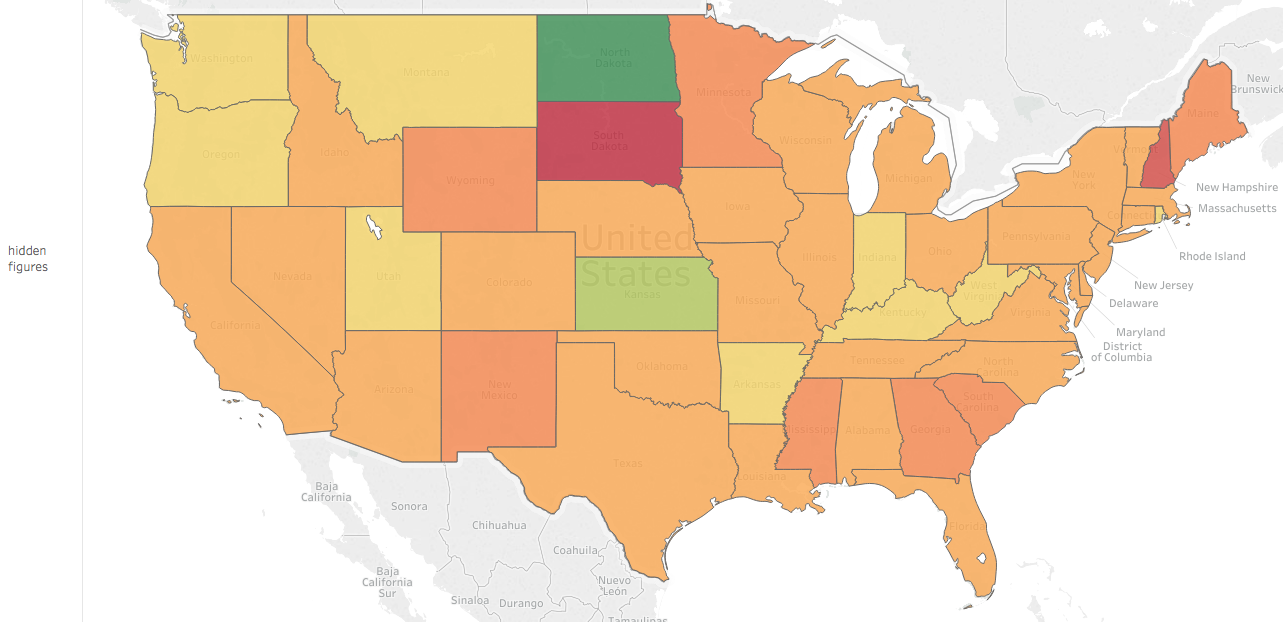 hidden
figures
Washington
Montana
North
Dakota
Minnesota
Maine
New
Brunswick
Oregon
Idaho
Wyoming
South
Dakota
Wisconsin
Michigan
Vermont
New
York
New Hampshire
Massachusetts
Connect
Rhode Island
Iowa
United
States
Nevada
Utah
Colorado
Kansas
Illinois
Indiana
Ohio
Pennsylvania
New Jersey
Delaware
Maryland
District
of Columbia
California
Missouri
Kentucky
West
Virginia
Virginia
Arizona
New
Mexico
Oklahoma
Arkansas
Tennessee
North
Carolina
South
Carolina
Texas
Louisiana
Mississippi
Alabama
Georgia
Florida
Baja
California
Sonora
Chihuahua
Coahuila
Baja
California
Sur
Sinaloa
Durango
Nuevo
León
Tamaulipas